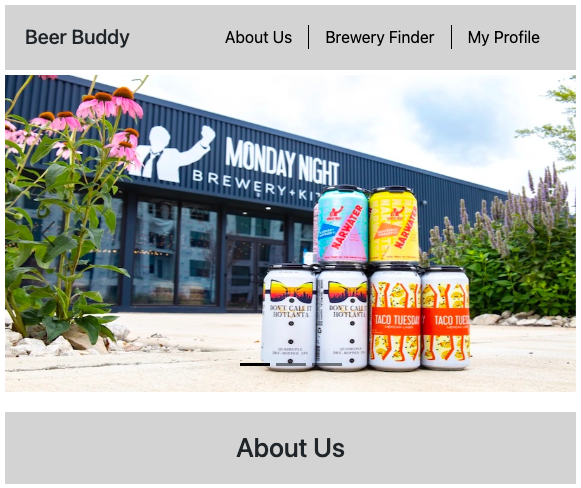 Beer Buddy
About Us
Brewery Finder
My Profile
MONDAY NIGHT
BREWERY+KIT
NARWATER
NARWATER
DON'T CALL IT
HOTLANTA
DON'T CALL IT
HOTLANTA
TACO TUESDAY
TACO TUESDAY
About Us